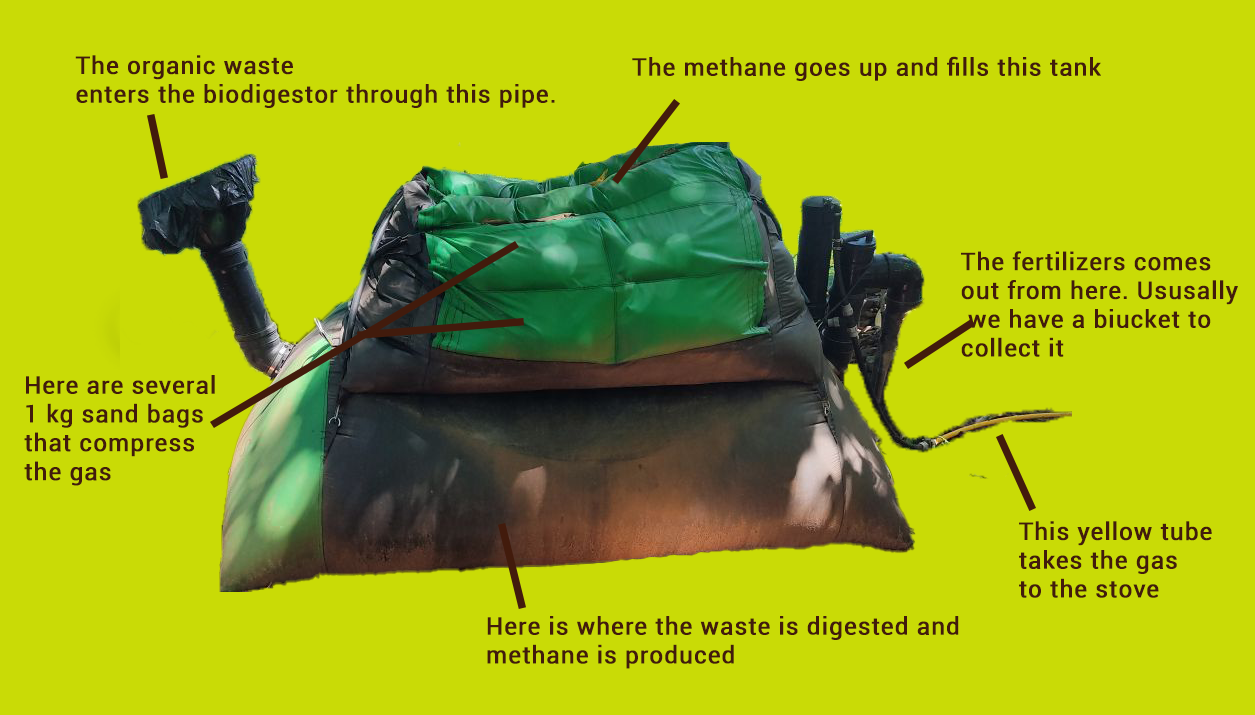 The organic waste
enters the biodigestor through this pipe.
The methane goes up and fills this tank
The fertilizers comes
out from here. Ususally
we have a biucket to
collect it
Here are several
1 kg sand bags
that compress
the gas
This yellow tube
takes the gas
to the stove
Here is where the waste is digested and
methane is produced